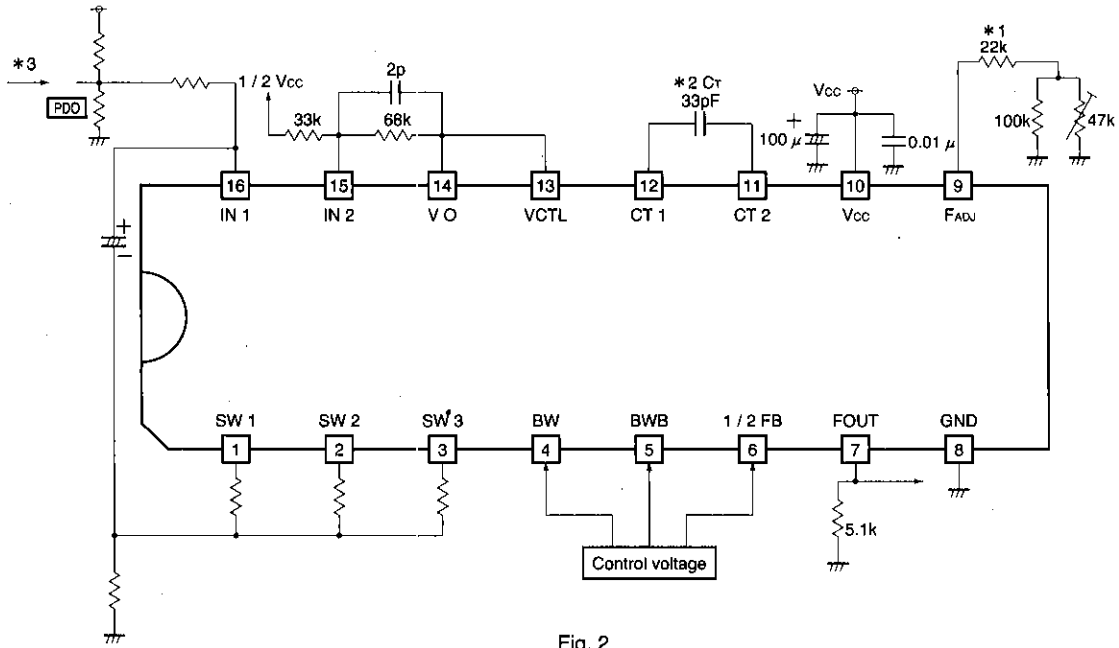 *3
PDO
1 / 2 Vcc
33k
2p
68k
*2 CT
33pF
Vcc
100 μ
+
0.01 μ
*1
22k
100k
47k
16
15
14
13
12
11
10
9
IN 1
IN 2
V O
VCTL
CT 1
CT 2
Vcc
FADJ
+
−
SW 1
SW 2
SW 3
BW
BWB
1 / 2 FB
FOUT
GND
1
2
3
4
5
6
7
8
5.1k
Control voltage
Fig. 2